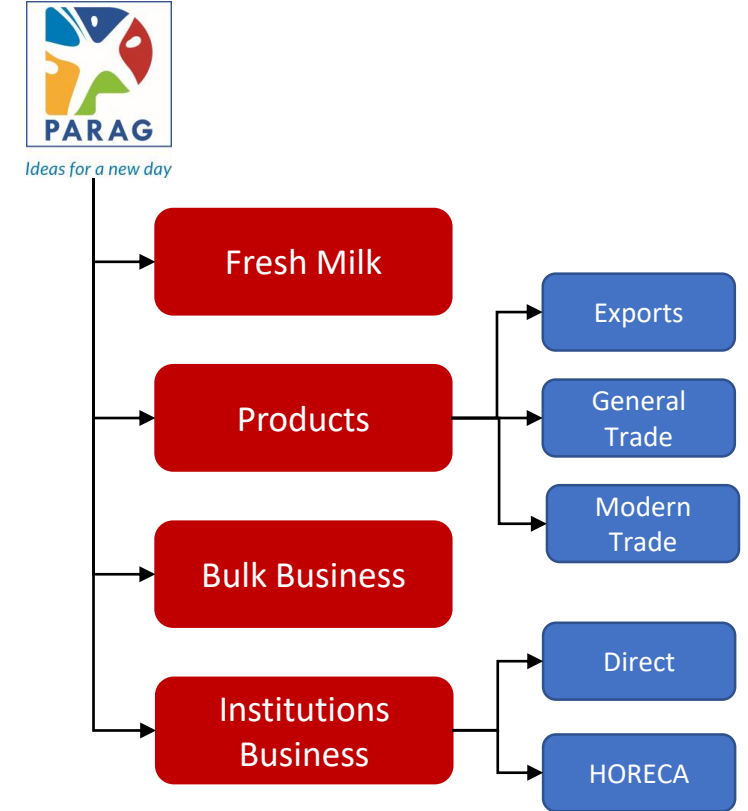 PARAG
Ideas for a new day
Fresh Milk
Products
Exports
General
Trade
Modern
Trade
Bulk Business
Institutions
Business
Direct
HORECA